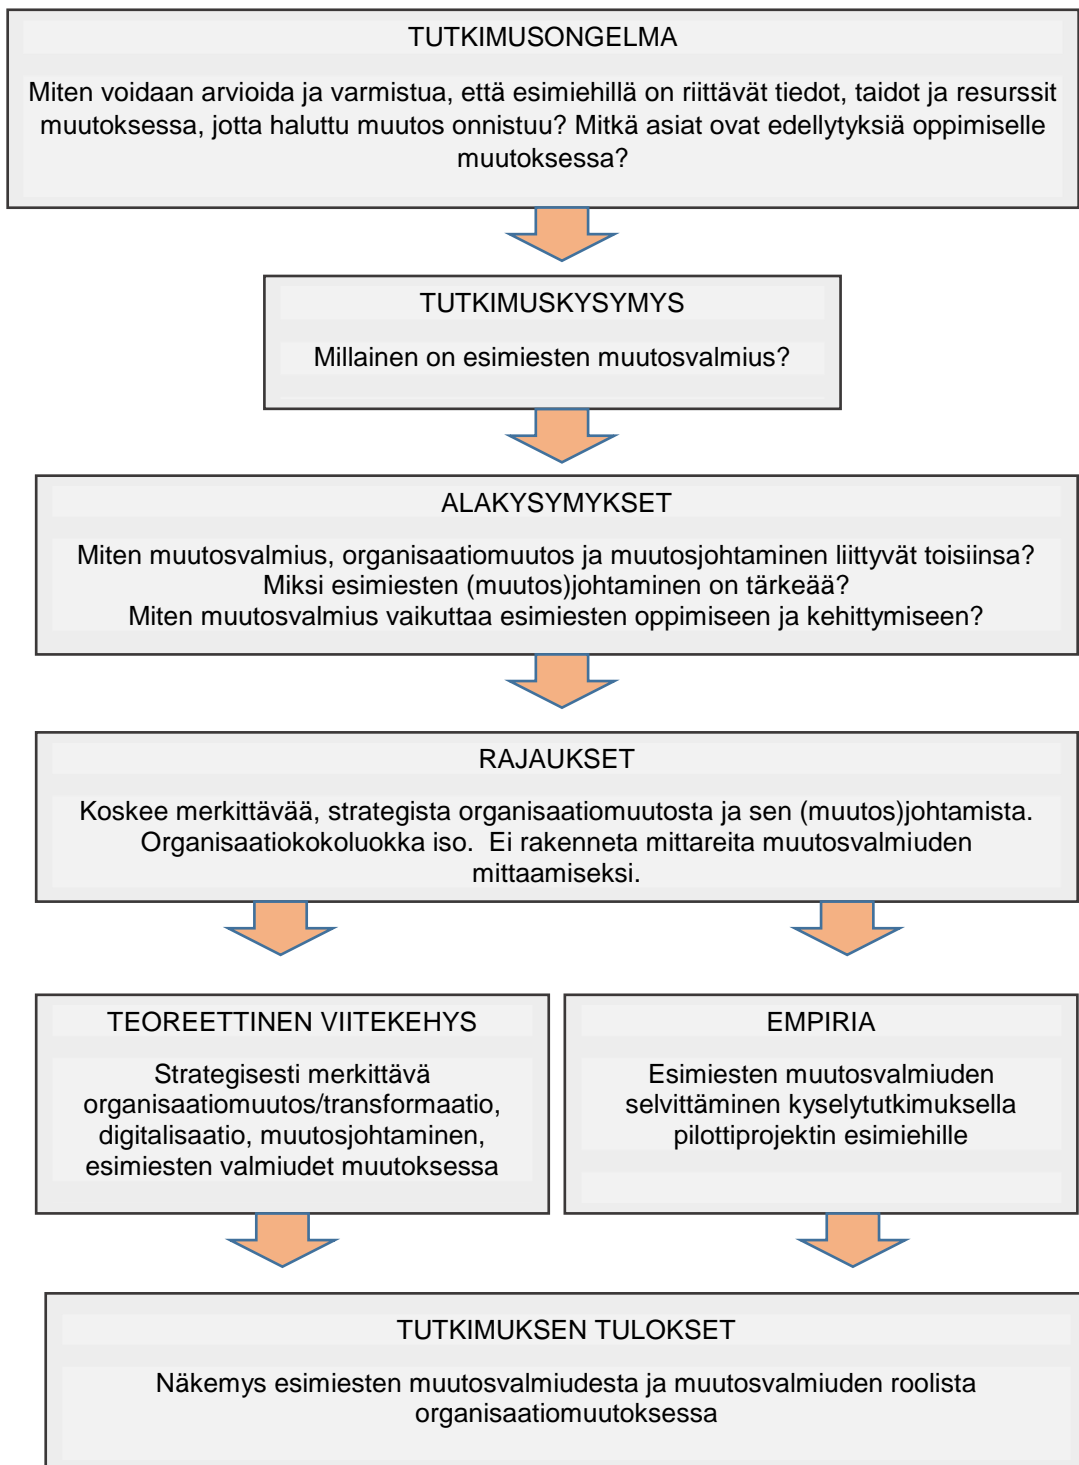 TUTKIMUSONGELMA
Miten voidaan arvioida ja varmistua, että esimiehillä on riittävät tiedot, taidot ja resurssit
muutoksessa, jotta haluttu muutos onnistuu? Mitkä asiat ovat edellytyksiä oppimiselle
muutoksessa?
TUTKIMUSKYSYMYS
Millainen on esimiesten muutosvalmius?
ALAKYSYMYKSET
Miten muutosvalmius, organisaatiomuutos ja muutosjohtaminen liittyvät toisiinsa?
Miksi esimiesten (muutos)johtaminen on tärkeää?
Miten muutosvalmius vaikuttaa esimiesten oppimiseen ja kehittymiseen?
RAJAUKSET
Koskee merkittävää, strategista organisaatiomuutosta ja sen (muutos)johtamista.
Organisaatiokokoluokka iso.  Ei rakenneta mittareita muutosvalmiuden
mittaamiseksi.
TEOREETTINEN VIITEKEHYS
Strategisesti merkittävä
organisaatiomuutos/transformaatio,
digitalisaatio, muutosjohtaminen,
esimiesten valmiudet muutoksessa
EMPIRIA
Esimiesten muutosvalmiuden
selvittäminen kyselytutkimuksella
pilottiprojektin esimiehille
TUTKIMUKSEN TULOKSET
Näkemys esimiesten muutosvalmiudesta ja muutosvalmiuden roolista
organisaatiomuutoksessa